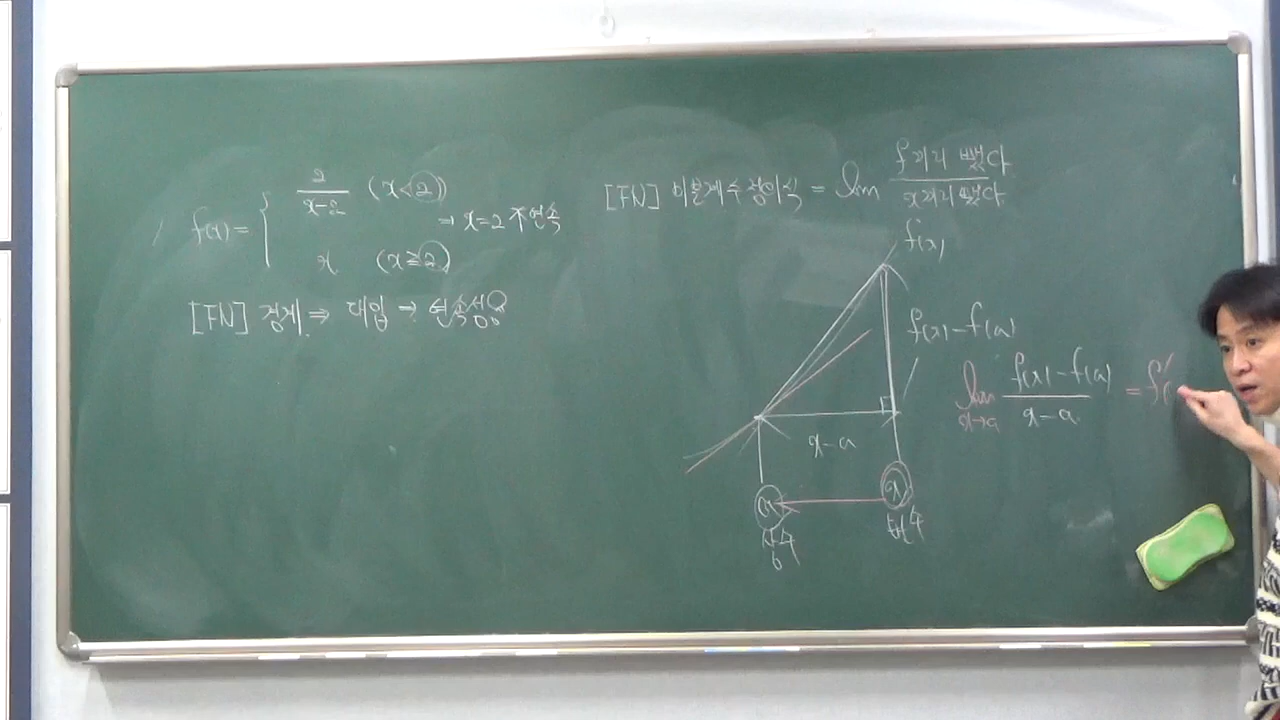 f(x) = { 2/(x-2) (x<2)
x (x≥2)
→ x=2 불연속
[FN] 경계 ⇒ 대입 → 연속성
[FN] 미분계수 정의식 = lim f끼리 뺐다 / x끼리 뺐다
f(x)
f(x)-f(a)
x-a
a
상수
x
변수
lim x→a (f(x)-f(a))/(x-a) = f'(